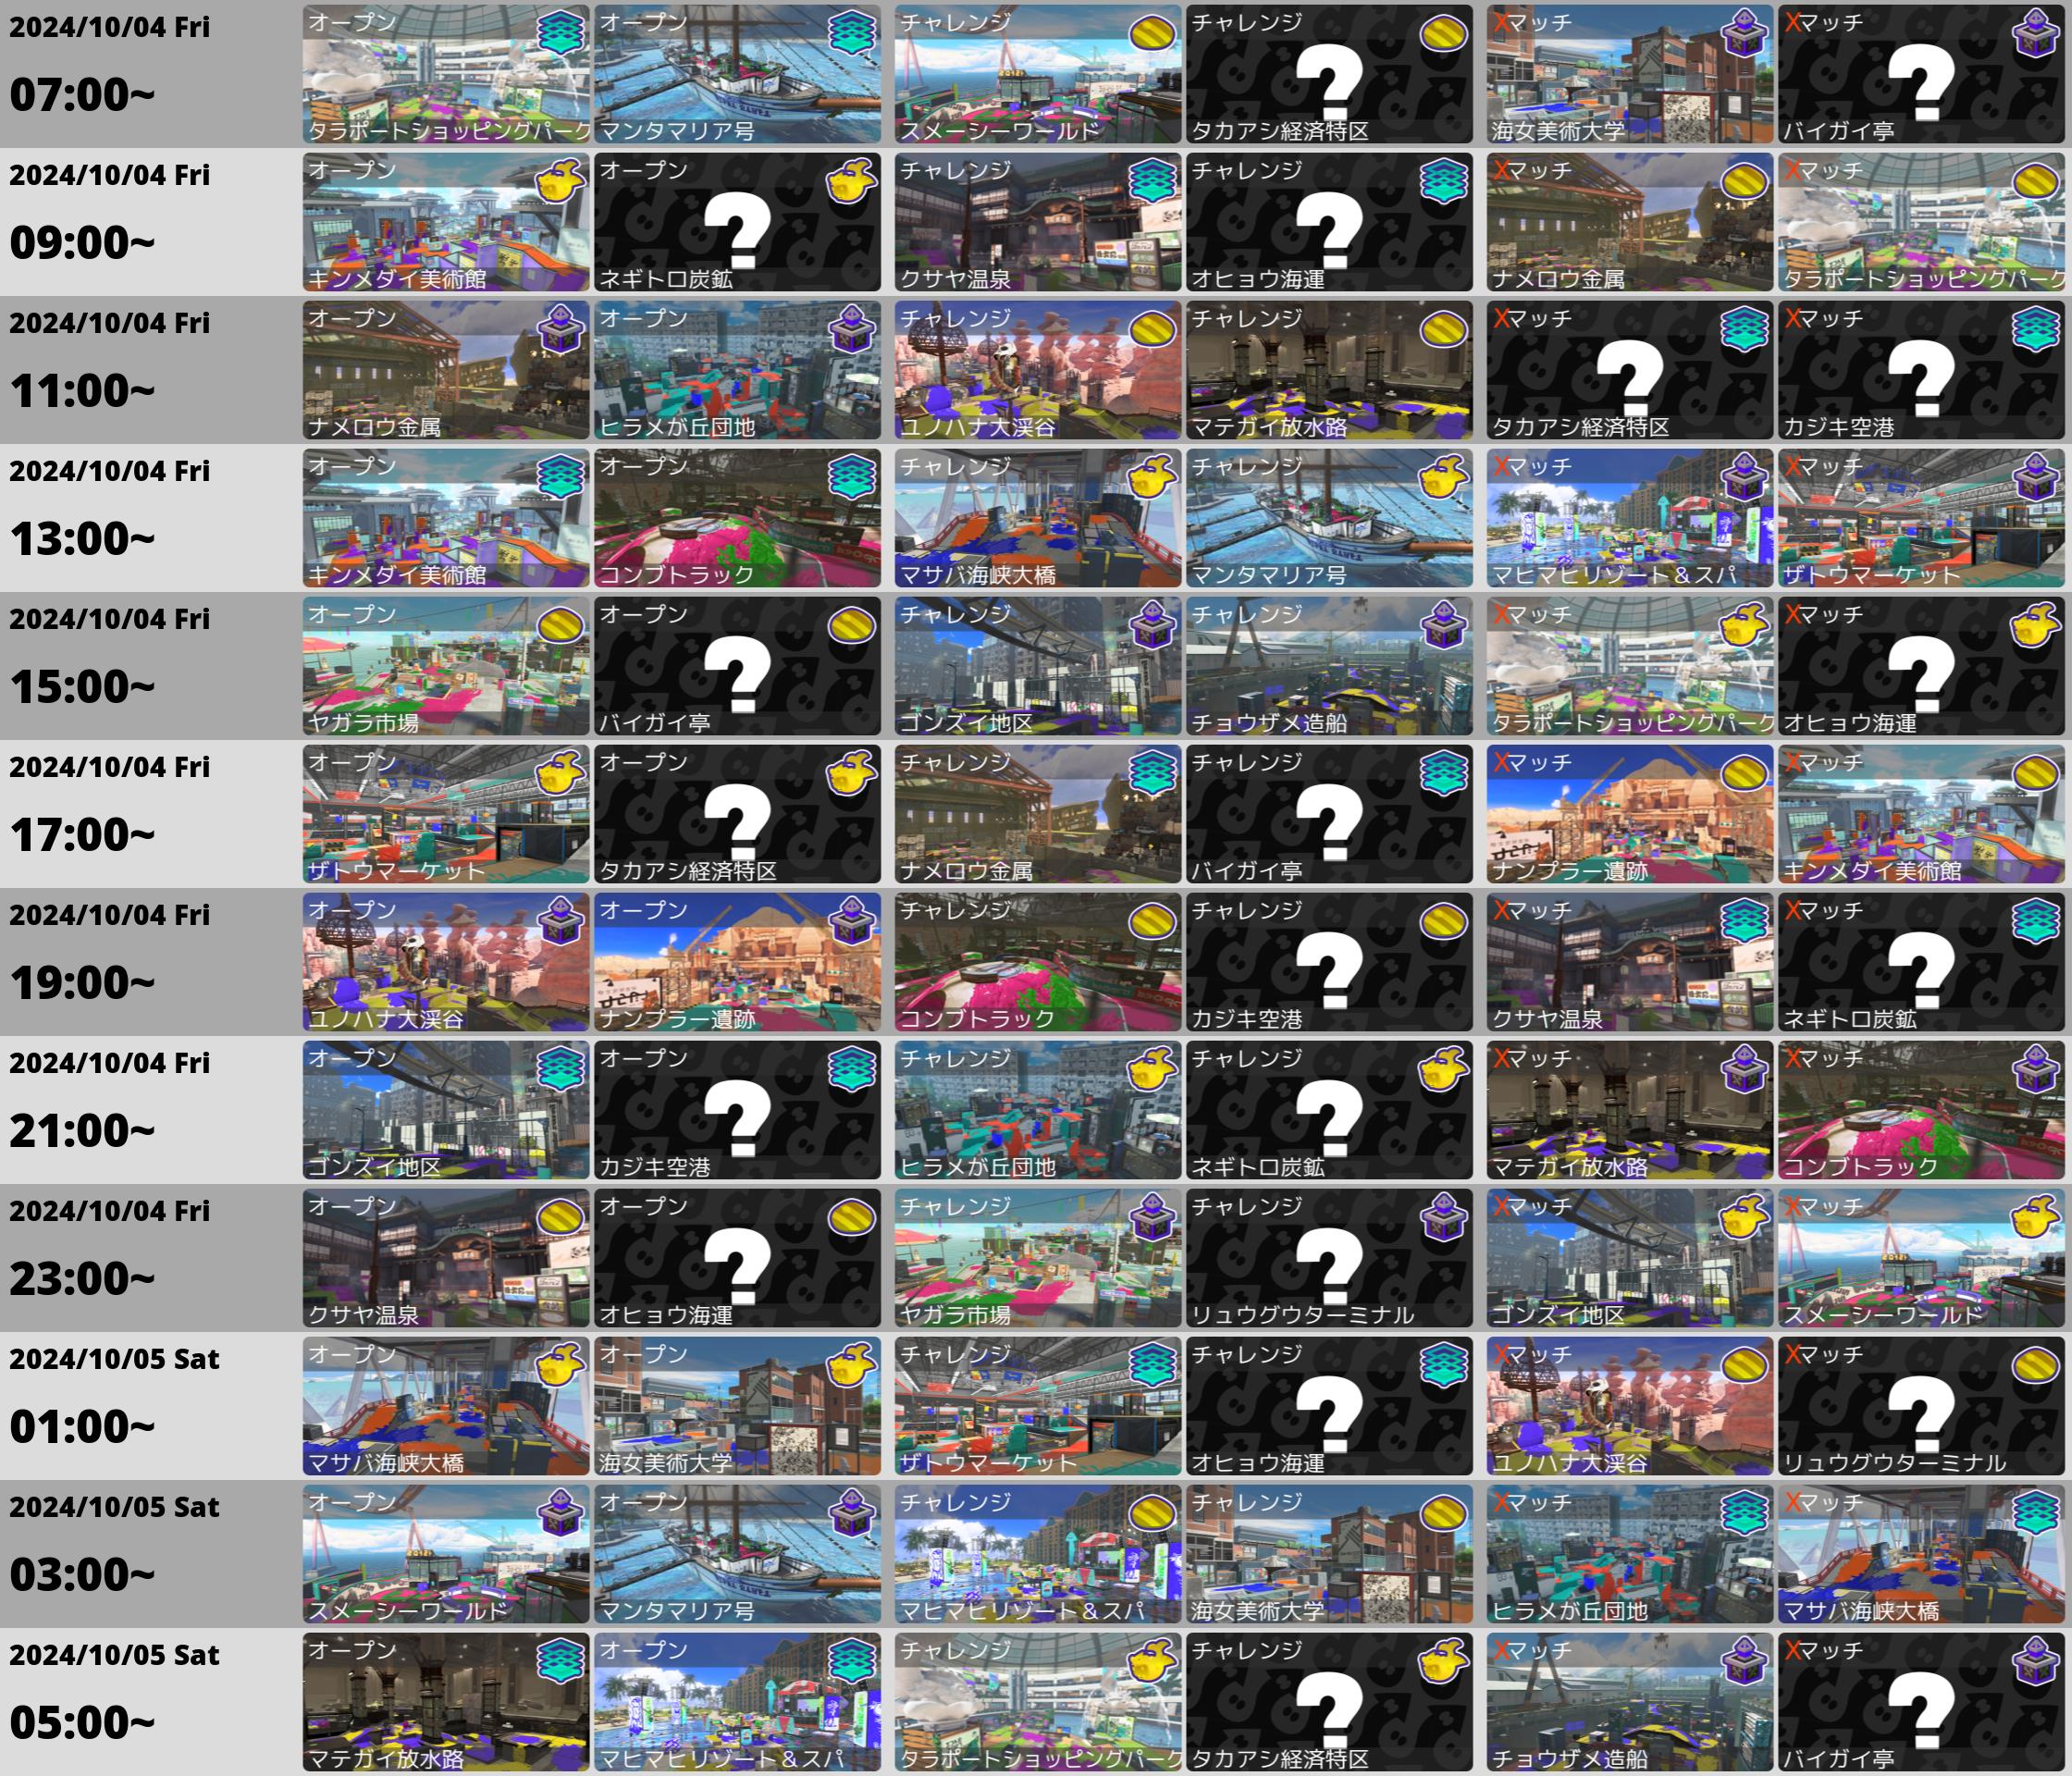 2024/10/04 Fri
07:00~
オープン
タラポートショッピングパーク
オープン
マンタマリア号
チャレンジ
スメーシーワールド
チャレンジ
?
タカアシ経済特区
Xマッチ
海女美術大学
Xマッチ
?
バイガイ亭
2024/10/04 Fri
09:00~
オープン
キンメダイ美術館
オープン
?
ネギトロ炭鉱
チャレンジ
クサヤ温泉
チャレンジ
?
オヒョウ海運
Xマッチ
ナメロウ金属
Xマッチ
タラポートショッピングパーク
2024/10/04 Fri
11:00~
オープン
ナメロウ金属
オープン
ヒラメが丘団地
チャレンジ
ユノハナ大渓谷
チャレンジ
マテガイ放水路
Xマッチ
?
タカアシ経済特区
Xマッチ
?
カジキ空港
2024/10/04 Fri
13:00~
オープン
キンメダイ美術館
オープン
コンブトラック
チャレンジ
マサバ海峡大橋
チャレンジ
マンタマリア号
Xマッチ
マヒマヒリゾート＆スパ
Xマッチ
ザトウマーケット
2024/10/04 Fri
15:00~
オープン
ヤガラ市場
オープン
?
バイガイ亭
チャレンジ
ゴンズイ地区
チャレンジ
チョウザメ造船
Xマッチ
タラポートショッピングパーク
Xマッチ
?
オヒョウ海運
2024/10/04 Fri
17:00~
オープン
ザトウマーケット
オープン
?
タカアシ経済特区
チャレンジ
ナメロウ金属
チャレンジ
?
バイガイ亭
Xマッチ
ナンプラー遺跡
Xマッチ
キンメダイ美術館
2024/10/04 Fri
19:00~
オープン
ユノハナ大渓谷
オープン
ナンプラー遺跡
チャレンジ
コンブトラック
チャレンジ
?
カジキ空港
Xマッチ
クサヤ温泉
Xマッチ
?
ネギトロ炭鉱
2024/10/04 Fri
21:00~
オープン
ゴンズイ地区
オープン
?
カジキ空港
チャレンジ
ヒラメが丘団地
チャレンジ
?
ネギトロ炭鉱
Xマッチ
マテガイ放水路
Xマッチ
コンブトラック
2024/10/04 Fri
23:00~
オープン
クサヤ温泉
オープン
?
オヒョウ海運
チャレンジ
ヤガラ市場
チャレンジ
?
リュウグウターミナル
Xマッチ
ゴンズイ地区
Xマッチ
スメーシーワールド
2024/10/05 Sat
01:00~
オープン
マサバ海峡大橋
オープン
海女美術大学
チャレンジ
ザトウマーケット
チャレンジ
?
オヒョウ海運
Xマッチ
ユノハナ大渓谷
Xマッチ
?
リュウグウターミナル
2024/10/05 Sat
03:00~
オープン
スメーシーワールド
オープン
マンタマリア号
チャレンジ
マヒマヒリゾート＆スパ
チャレンジ
海女美術大学
Xマッチ
ヒラメが丘団地
Xマッチ
マサバ海峡大橋
2024/10/05 Sat
05:00~
オープン
マテガイ放水路
オープン
マヒマヒリゾート＆スパ
チャレンジ
タラポートショッピングパーク
チャレンジ
?
タカアシ経済特区
Xマッチ
チョウザメ造船
Xマッチ
?
バイガイ亭